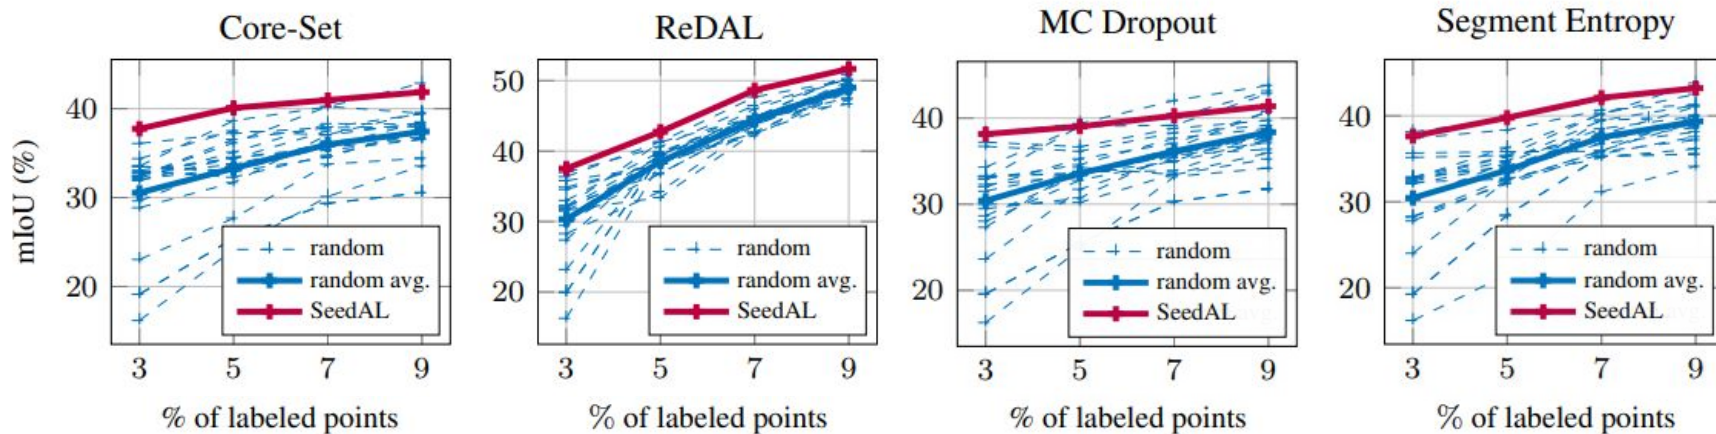 Core-Set
ReDAL
MC Dropout
Segment Entropy
mIoU (%)
40
30
20
random
random avg.
SeedAL
3 5 7 9
% of labeled points
50
40
30
20
random
random avg.
SeedAL
3 5 7 9
% of labeled points
40
30
20
random
random avg.
SeedAL
3 5 7 9
% of labeled points
40
30
20
random
random avg.
SeedAL
3 5 7 9
% of labeled points